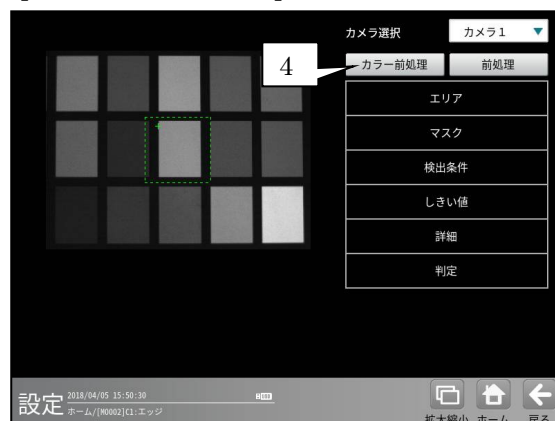 カメラ選択 カメラ1
4
カラー前処理 前処理
エリア
マスク
検出条件
しきい値
詳細
判定
設定 2018/04/05 15:50:30
ホーム/[M0002]C1:エッジ
拡大縮小 ホーム 戻る